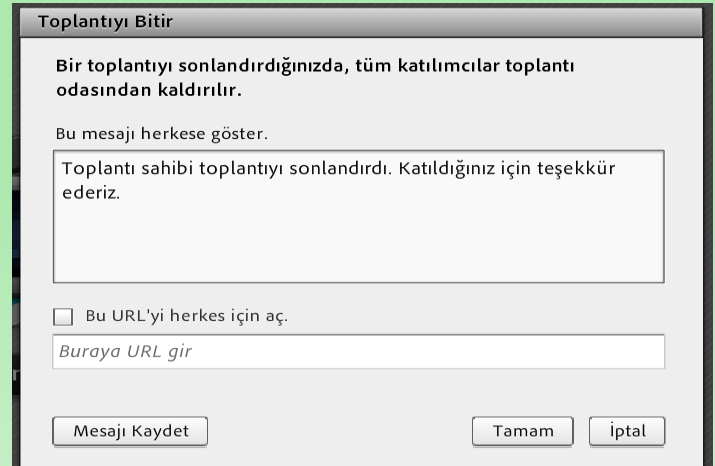 Toplantıyı Bitir
Bir toplantıyı sonlandırdığınızda, tüm katılımcılar toplantı
odasından kaldırılır.
Bu mesajı herkese göster.
Toplantı sahibi toplantıyı sonlandırdı. Katıldığınız için teşekkür
ederiz.
Bu URL'yi herkes için aç.
Buraya URL gir
Mesajı Kaydet Tamam İptal